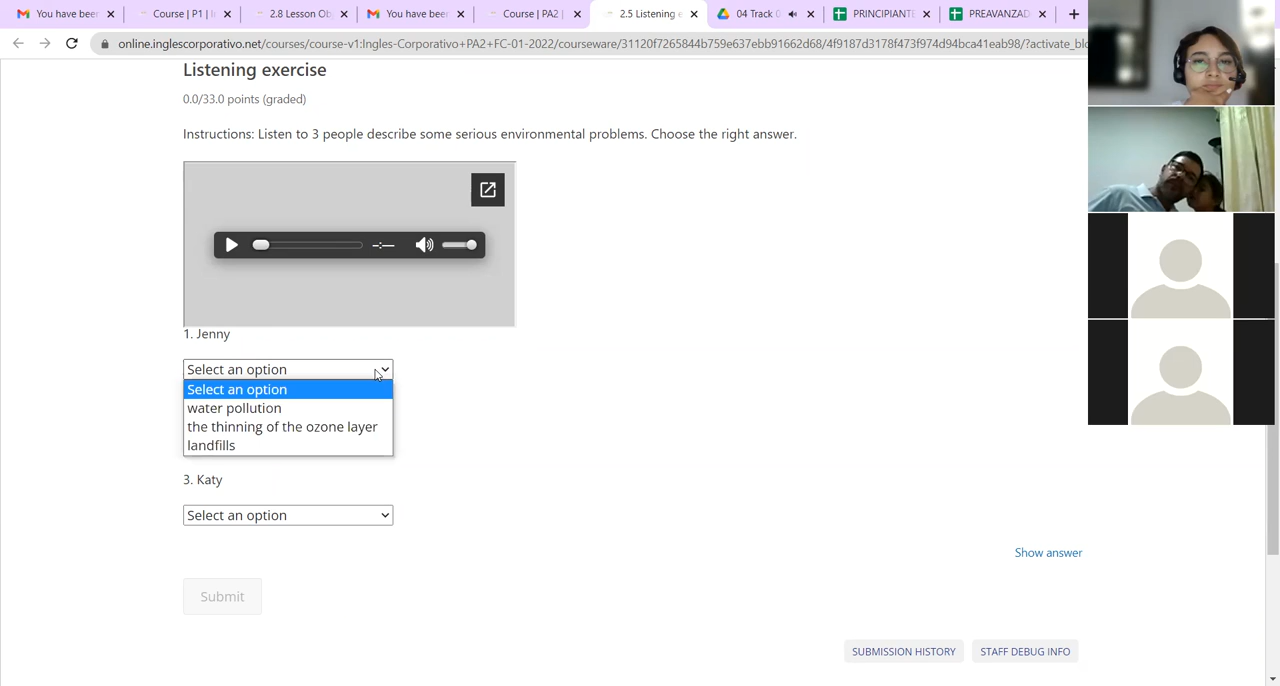 You have been
Course | P1 | I
2.8 Lesson Ob
You have been
Course | PA2 |
2.5 Listening e
04 Track 0
PRINCIPIANTE
PREAVANZAD
online.inglescorporativo.net/courses/course-v1:Ingles-Corporativo+PA2+FC-01-2022/courseware/31120f7265844b759e637ebb91662d68/4f9187d3178f473f974d94bca41eab98/?activate_blo
Listening exercise
0.0/33.0 points (graded)
Instructions: Listen to 3 people describe some serious environmental problems. Choose the right answer.
-:--
1. Jenny
Select an option
Select an option
water pollution
the thinning of the ozone layer
landfills
3. Katy
Select an option
Show answer
Submit
SUBMISSION HISTORY
STAFF DEBUG INFO